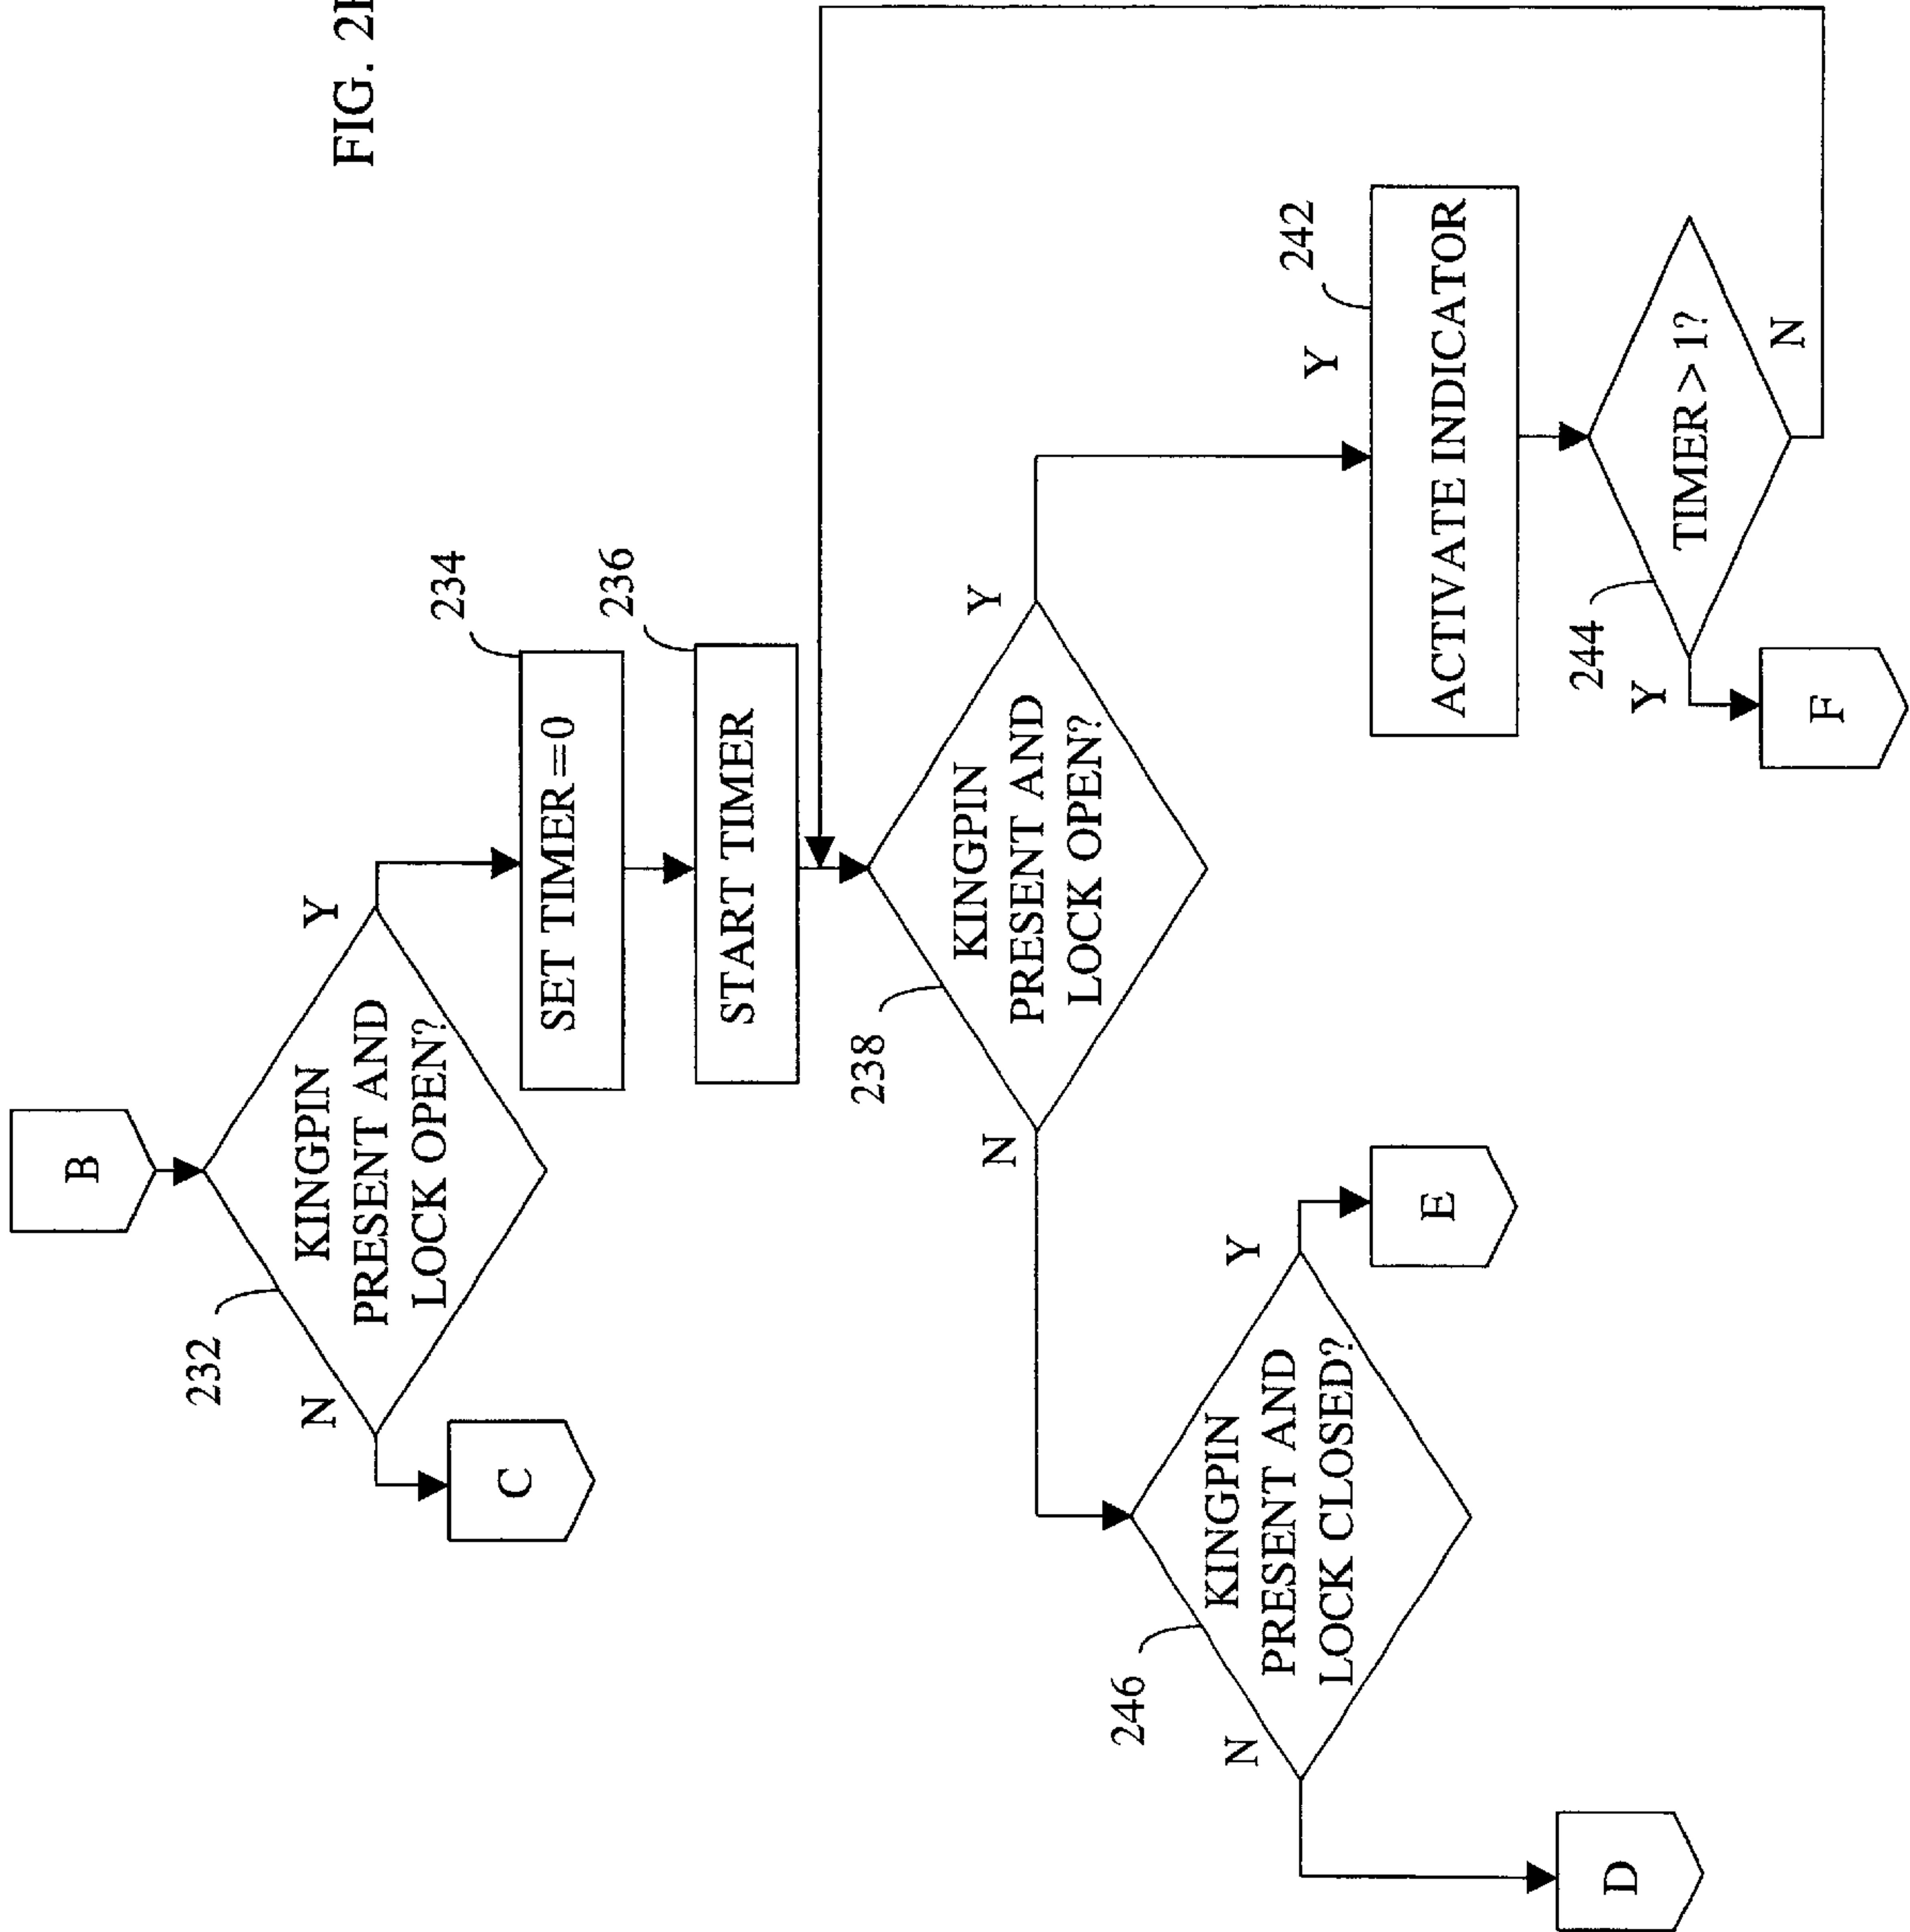 FIG. 2
B
232
KINGPIN
PRESENT AND
LOCK OPEN?
N
Y
C
234
SET TIMER=0
236
START TIMER
238
KINGPIN
PRESENT AND
LOCK OPEN?
N
Y
246
KINGPIN
PRESENT AND
LOCK CLOSED?
N
Y
D
E
242
Y
ACTIVATE INDICATOR
244
TIMER > 1?
Y
N
F